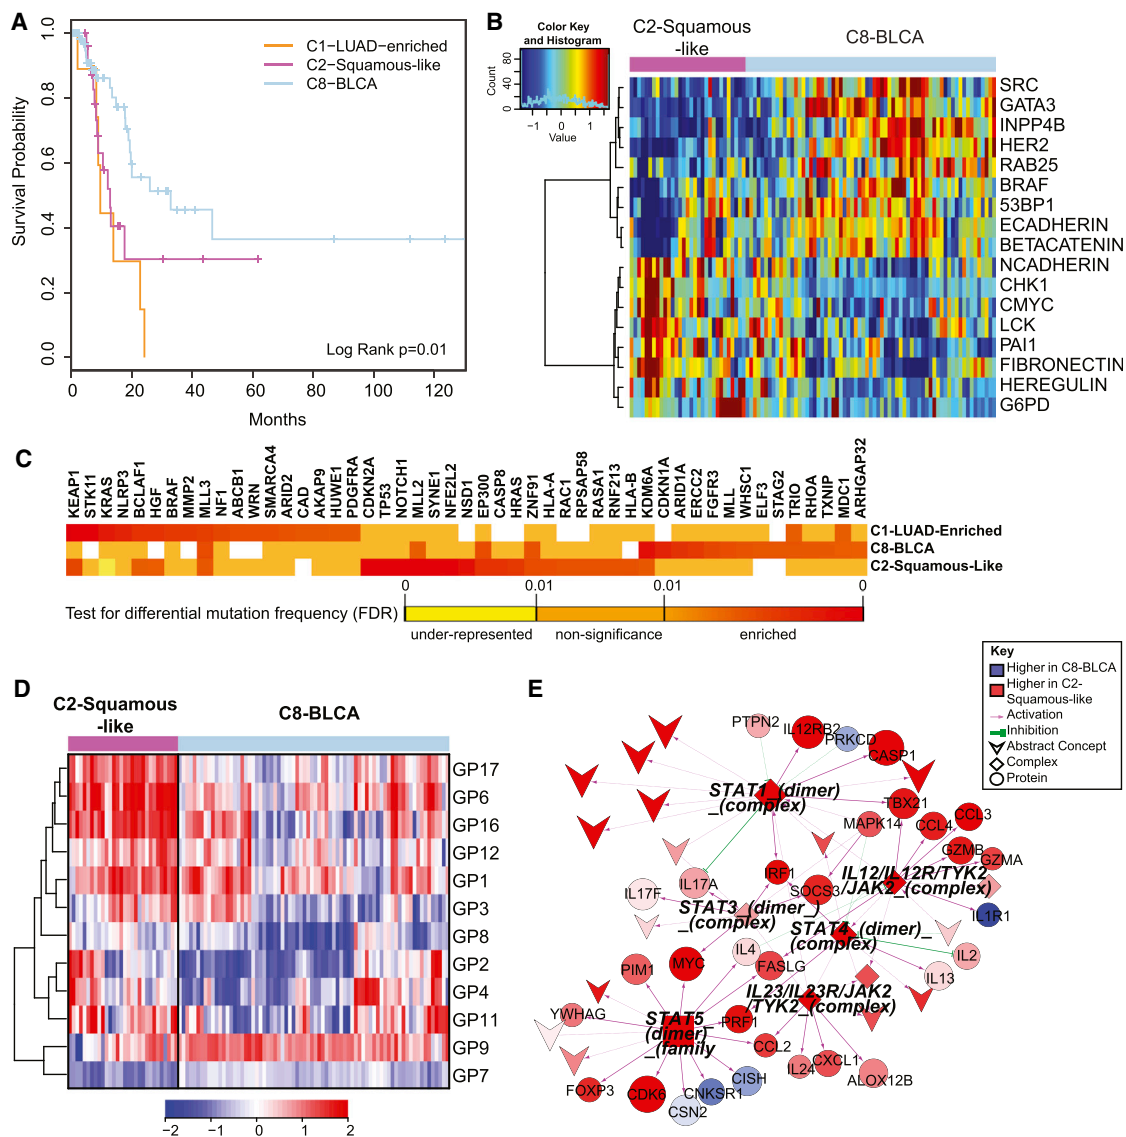 A
1.0
0.8
0.6
0.4
0.2
0.0
Survival Probability
C1−LUAD−enriched
C2−Squamous−like
C8−BLCA
Log Rank p=0.01
0 20 40 60 80 100 120
Months
B
Color Key
and Histogram
Count
0 40 80
−1 0 1
Value
C2-Squamous
-like
C8-BLCA
SRC
GATA3
INPP4B
HER2
RAB25
BRAF
53BP1
ECADHERIN
BETACATENIN
NCADHERIN
CHK1
CMYC
LCK
PAI1
FIBRONECTIN
HEREGULIN
G6PD
C
KEAP1
STK11
KRAS
NLRP3
BCLAF1
HGF
BRAF
MMP2
MLL3
NF1
ABCB1
WRN
SMARCA4
ARID2
CAD
AKAP9
HUWE1
PDGFRA
CDKN2A
TP53
NOTCH1
MLL2
SYNE1
NFE2L2
NSD1
EP300
CASP8
HRAS
ZNF91
HLA-A
RAC1
RPSAP58
RASA1
RNF213
HLA-B
KDM6A
CDKN1A
ARID1A
ERCC2
FGFR3
MLL
WHSC1
ELF3
STAG2
TRIO
RHOA
TXNIP
MDC1
ARHGAP32
C1-LUAD-Enriched
C8-BLCA
C2-Squamous-Like
0 0.01 0.01 0
Test for differential mutation frequency (FDR)
under-represented non-significance enriched
D
C2-Squamous
-like
C8-BLCA
GP17
GP6
GP16
GP12
GP1
GP3
GP8
GP2
GP4
GP11
GP9
GP7
−2 −1 0 1 2
E
Key
Higher in C8-BLCA
Higher in C2-
Squamous-like
Activation
Inhibition
Abstract Concept
Complex
Protein
PTPN2
IL12RB2
PRKCD
CASP1
STAT1_(dimer)
_(complex)
TBX21
MAPK14
CCL4
CCL3
GZMB
GZMA
IL17F
IL17A
IRF1
SOCS3
IL12/IL12R/TYK2
/JAK2_(complex)
STAT3_(dimer_)
_(complex)
IL1R1
STAT4_(dimer)_
(complex)
IL4
IL2
PIM1
MYC
FASLG
IL13
IL23/IL23R/JAK2
/TYK2_(complex)
YWHAG
STAT5_
(dimer)_
_(family
PRF1
CCL2
IL24
CXCL1
ALOX12B
FOXP3
CDK6
CSN2
CNKSR1
CISH